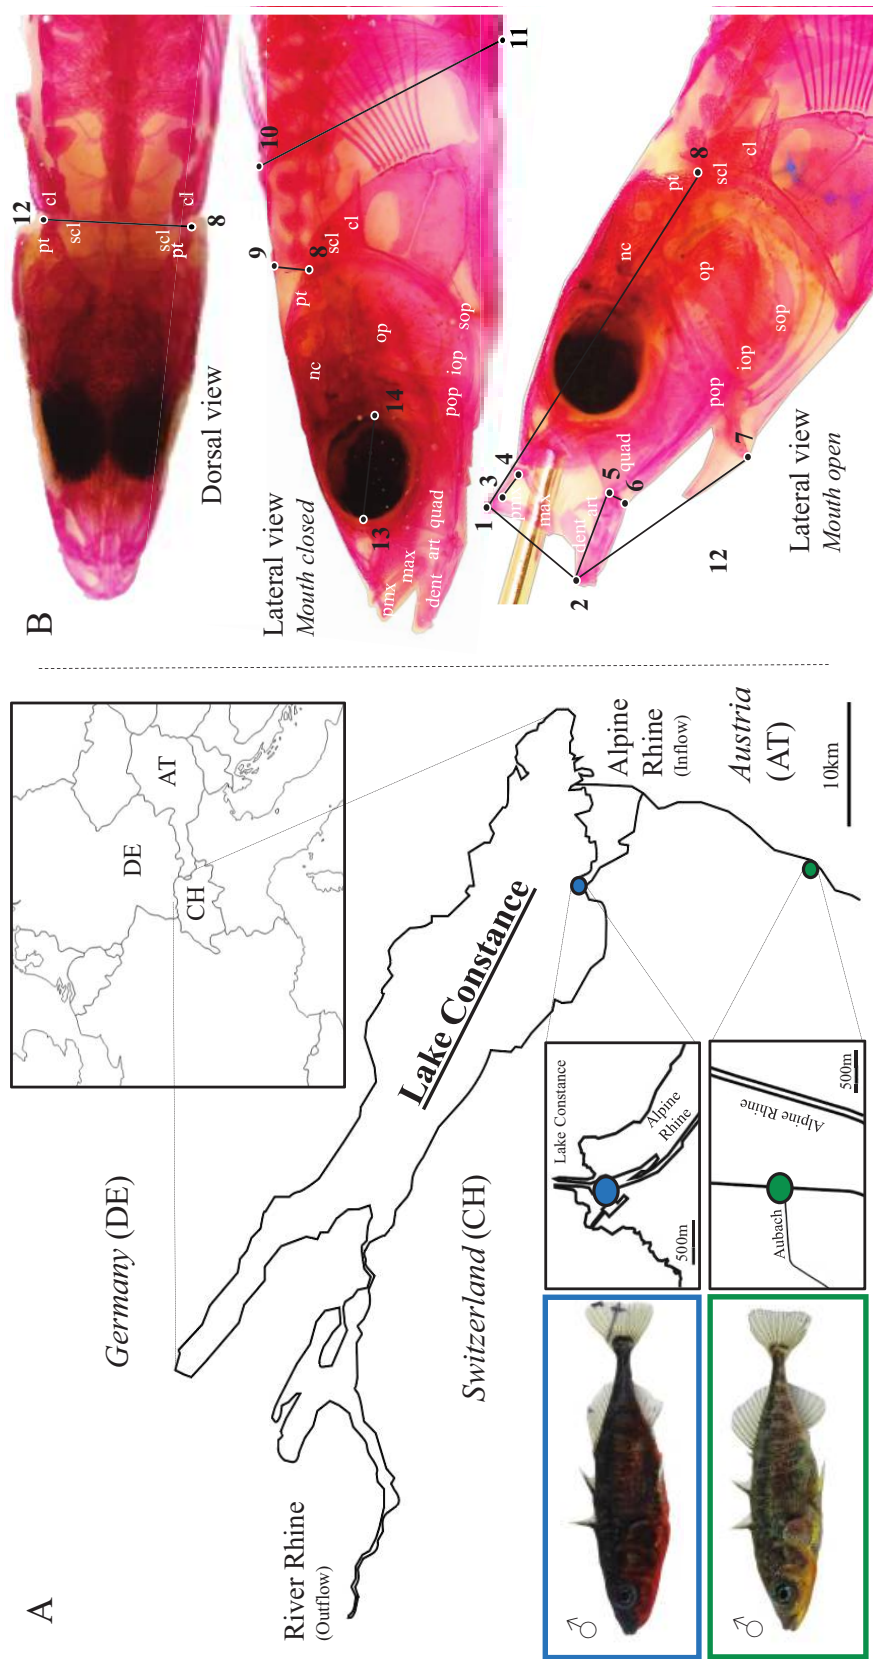 A
Germany (DE)
DE
AT
CH
River Rhine
(Outflow)
Lake Constance
Switzerland (CH)
Alpine
Rhine
(Inflow)
Austria
(AT)
10km
♂
Lake Constance
Alpine
Rhine
500m
♂
Aubach
Alpine Rhine
500m
B
12
pt
cl
scl
scl
pt
cl
8
Dorsal view
Lateral view
Mouth closed
9
10
8
pt
scl
cl
nc
op
14
13
pop
iop
sop
pmx
max
dent
art
quad
11
1
3
4
pmx
max
2
dent
art
5
6
quad
7
12
nc
pt
8
scl
cl
op
pop
iop
sop
Lateral view
Mouth open